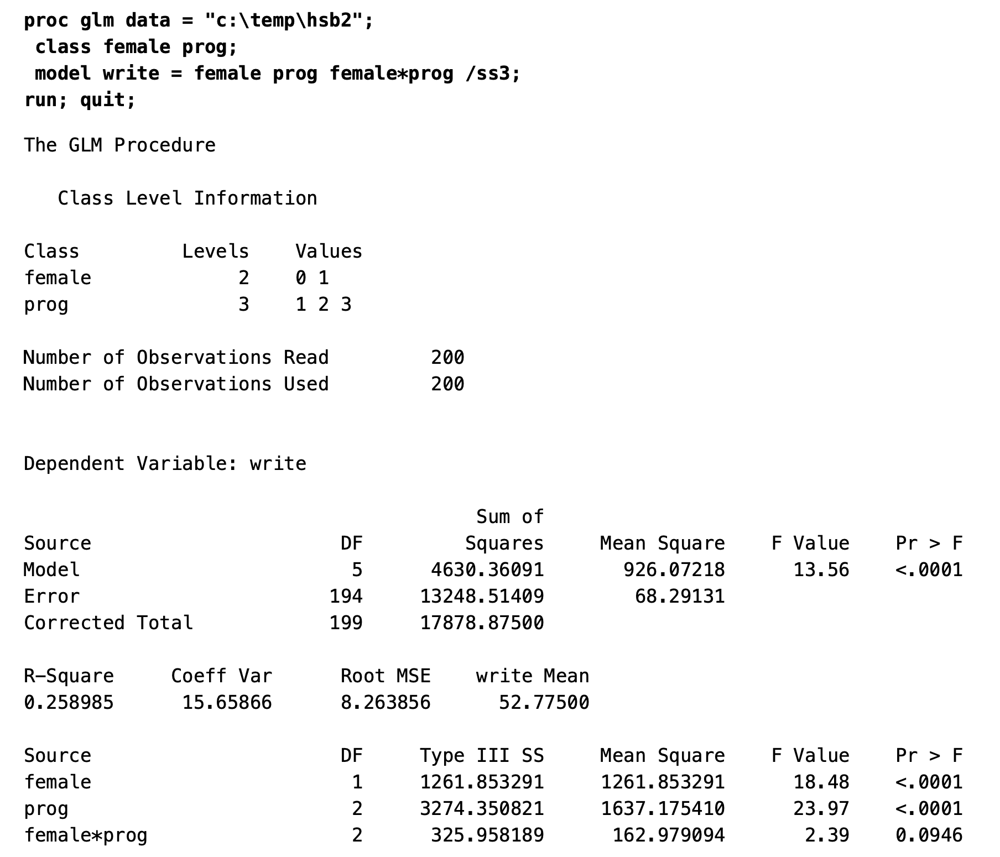 proc glm data = "c:\temp\hsb2";
 class female prog;
 model write = female prog female*prog /ss3;
run; quit;
The GLM Procedure
Class Level Information
Class Levels Values
female 2 0 1
prog 3 1 2 3
Number of Observations Read 200
Number of Observations Used 200
Dependent Variable: write
Sum of
Source DF Squares Mean Square F Value Pr > F
Model 5 4630.36091 926.07218 13.56 <.0001
Error 194 13248.51409 68.29131
Corrected Total 199 17878.87500
R-Square Coeff Var Root MSE write Mean
0.258985 15.65866 8.263856 52.77500
Source DF Type III SS Mean Square F Value Pr > F
female 1 1261.853291 1261.853291 18.48 <.0001
prog 2 3274.350821 1637.175410 23.97 <.0001
female*prog 2 325.958189 162.979094 2.39 0.0946